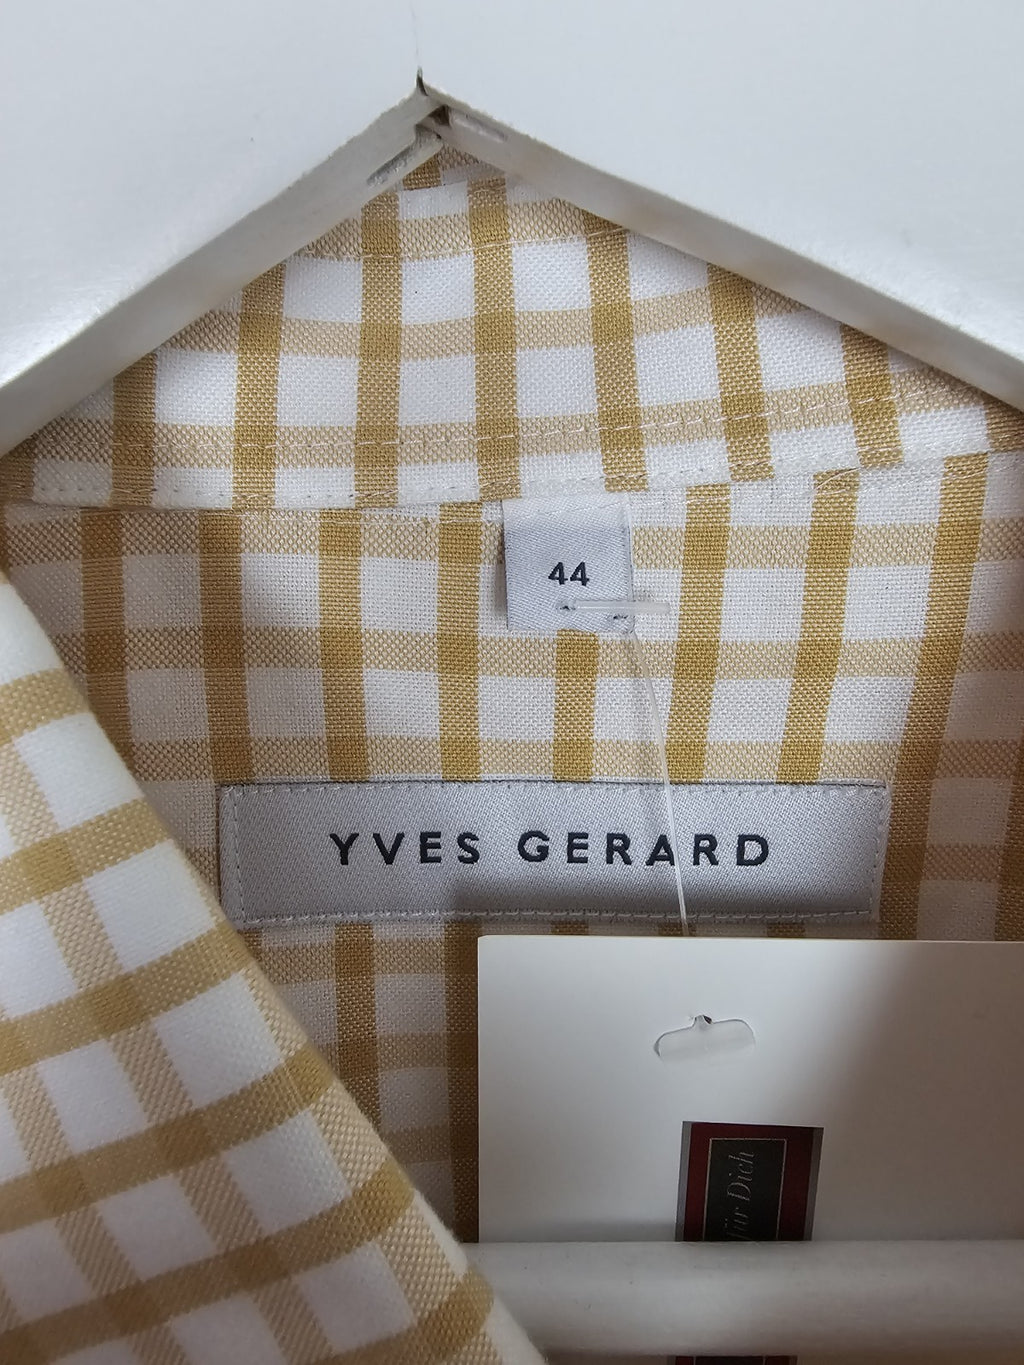 44
YVES GERARD
für Dich